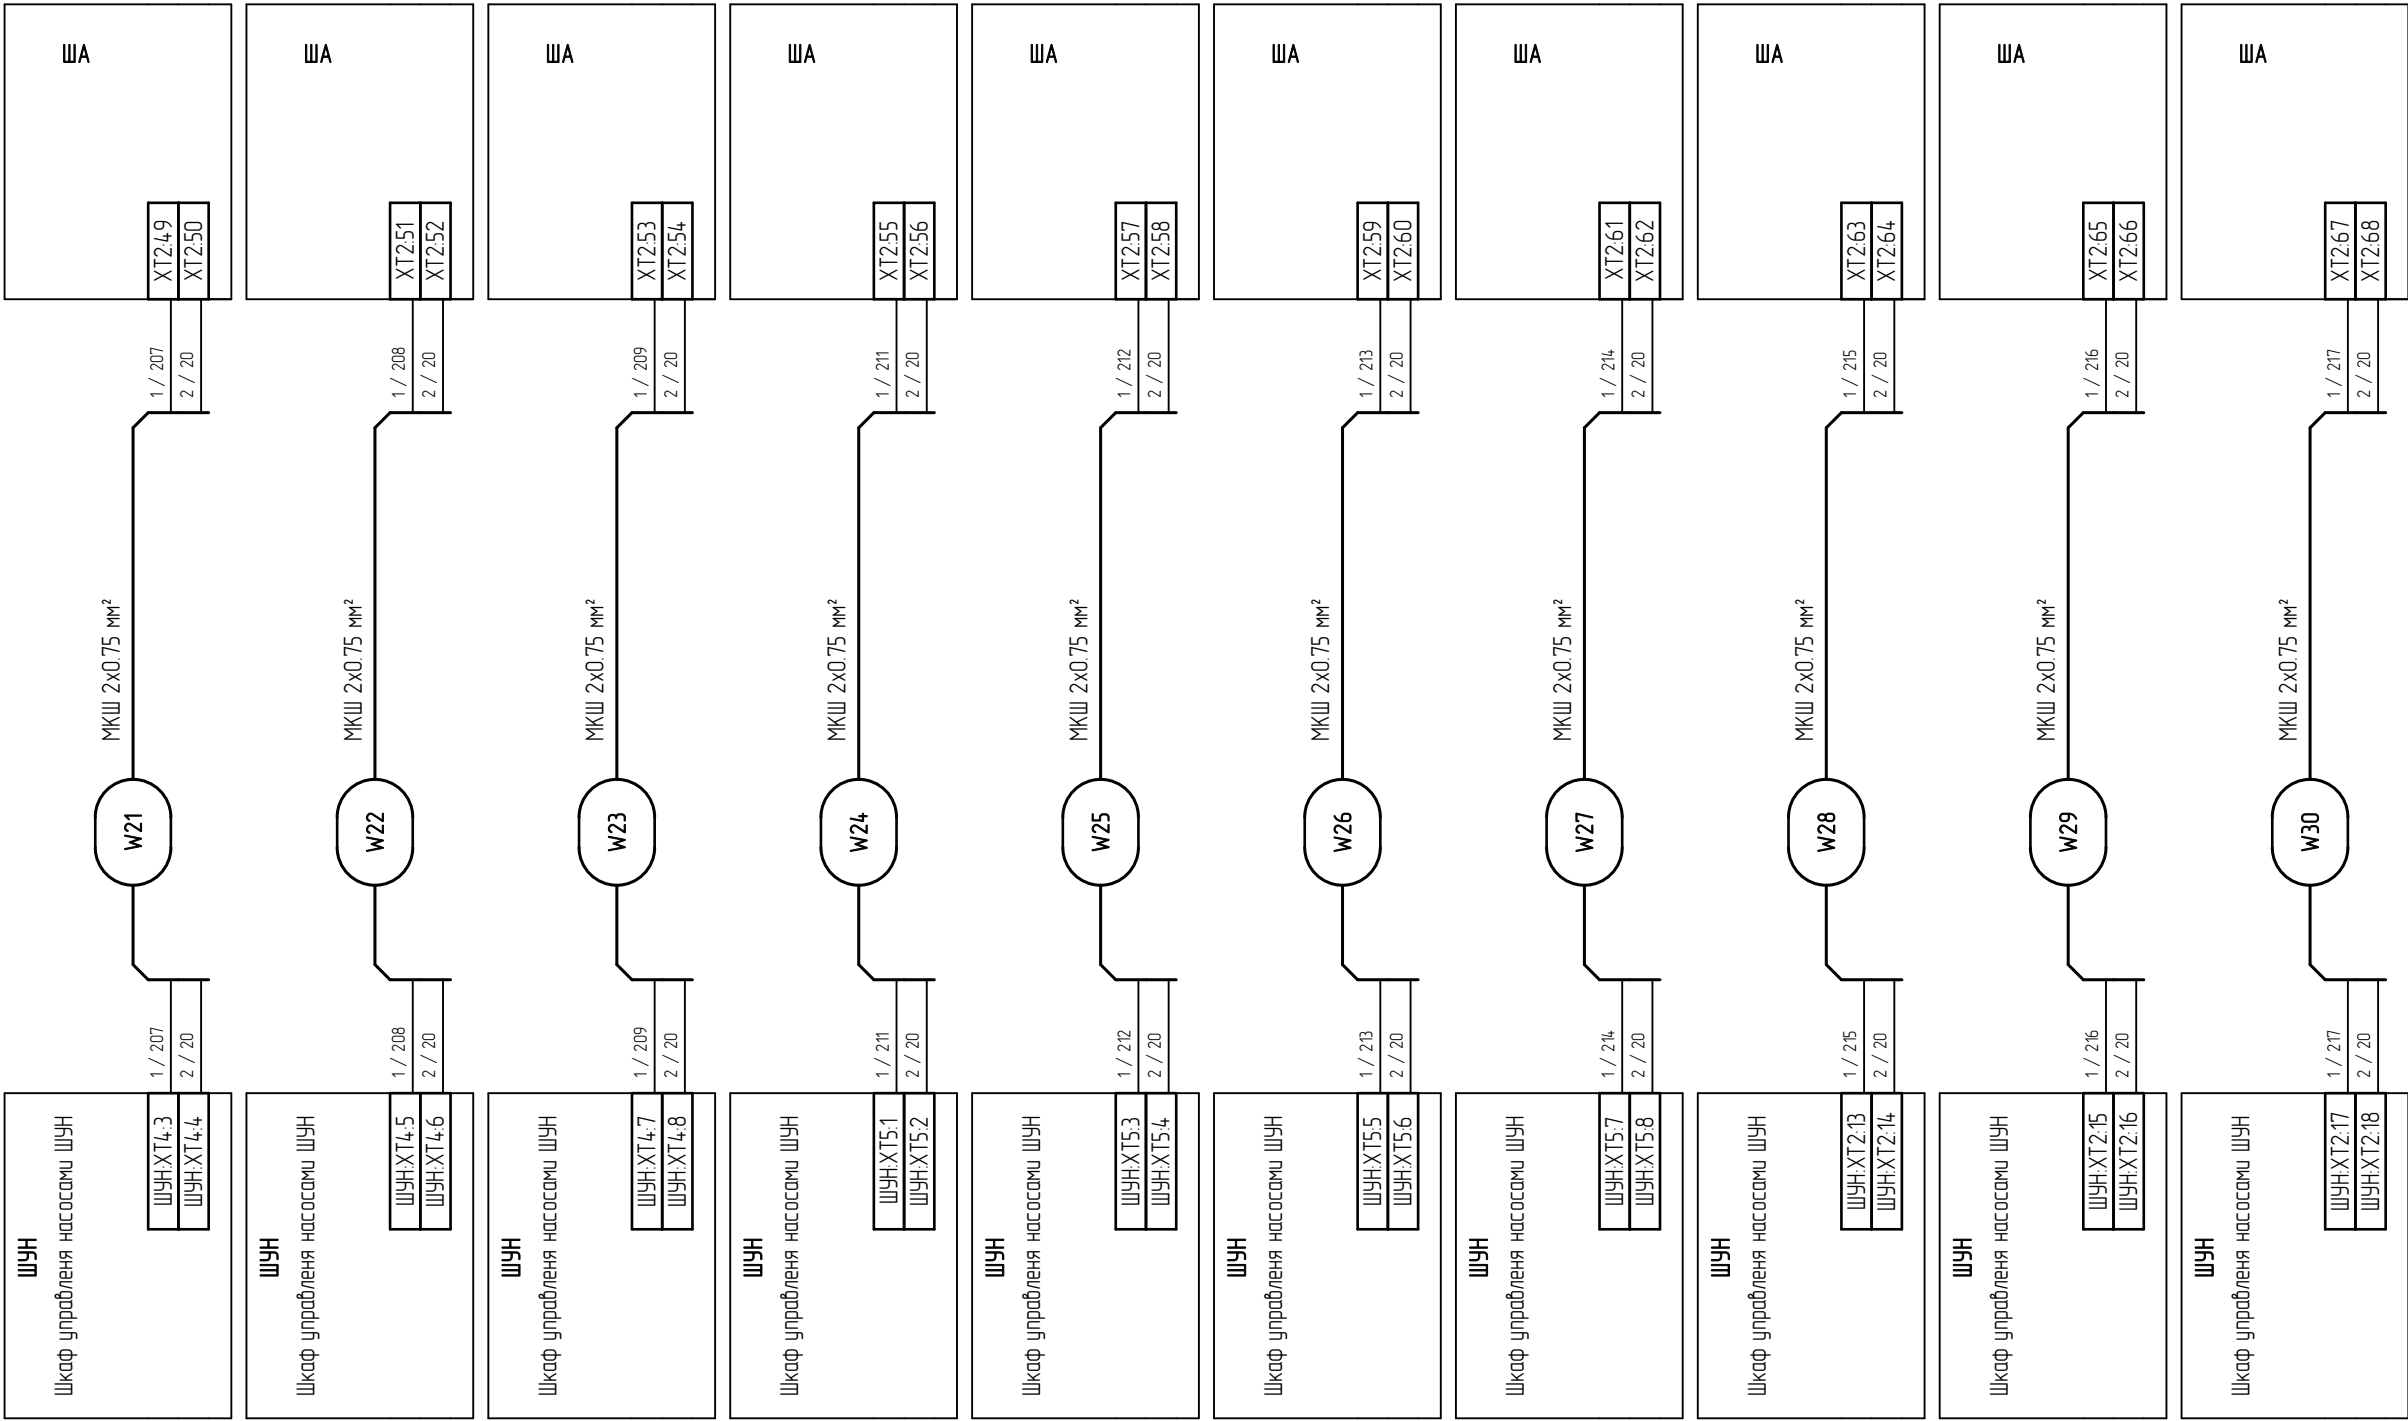 ШУН
Шкаф управленя насосами ШУН
ШУН:XT4:3
ШУН:XT4:4
1 / 207
2 / 20
W21
МКШ 2x0.75 мм²
1 / 207
2 / 20
XT2:49
XT2:50
ША
ШУН
Шкаф управленя насосами ШУН
ШУН:XT4:5
ШУН:XT4:6
1 / 208
2 / 20
W22
МКШ 2x0.75 мм²
1 / 208
2 / 20
XT2:51
XT2:52
ША
ШУН
Шкаф управленя насосами ШУН
ШУН:XT4:7
ШУН:XT4:8
1 / 209
2 / 20
W23
МКШ 2x0.75 мм²
1 / 209
2 / 20
XT2:53
XT2:54
ША
ШУН
Шкаф управленя насосами ШУН
ШУН:XT5:1
ШУН:XT5:2
1 / 211
2 / 20
W24
МКШ 2x0.75 мм²
1 / 211
2 / 20
XT2:55
XT2:56
ША
ШУН
Шкаф управленя насосами ШУН
ШУН:XT5:3
ШУН:XT5:4
1 / 212
2 / 20
W25
МКШ 2x0.75 мм²
1 / 212
2 / 20
XT2:57
XT2:58
ША
ШУН
Шкаф управленя насосами ШУН
ШУН:XT5:5
ШУН:XT5:6
1 / 213
2 / 20
W26
МКШ 2x0.75 мм²
1 / 213
2 / 20
XT2:59
XT2:60
ША
ШУН
Шкаф управленя насосами ШУН
ШУН:XT5:7
ШУН:XT5:8
1 / 214
2 / 20
W27
МКШ 2x0.75 мм²
1 / 214
2 / 20
XT2:61
XT2:62
ША
ШУН
Шкаф управленя насосами ШУН
ШУН:XT2:13
ШУН:XT2:14
1 / 215
2 / 20
W28
МКШ 2x0.75 мм²
1 / 215
2 / 20
XT2:63
XT2:64
ША
ШУН
Шкаф управленя насосами ШУН
ШУН:XT2:15
ШУН:XT2:16
1 / 216
2 / 20
W29
МКШ 2x0.75 мм²
1 / 216
2 / 20
XT2:65
XT2:66
ША
ШУН
Шкаф управленя насосами ШУН
ШУН:XT2:17
ШУН:XT2:18
1 / 217
2 / 20
W30
МКШ 2x0.75 мм²
1 / 217
2 / 20
XT2:67
XT2:68
ША